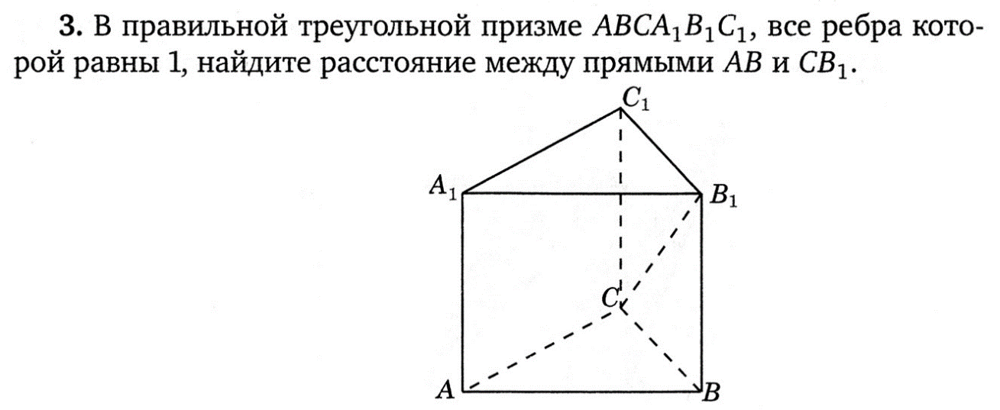 3. В правильной треугольной призме ABCA₁B₁C₁, все ребра кото-
рой равны 1, найдите расстояние между прямыми AB и CB₁.
C₁
A₁
B₁
C
A
B